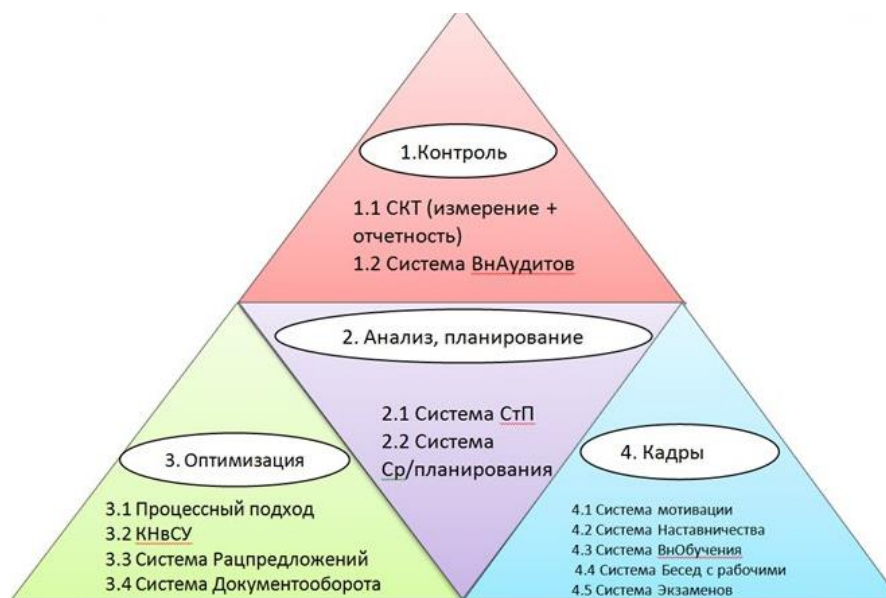 1.Контроль
1.1 СКТ (измерение +
отчетность)
1.2 Система ВнАудитов
2. Анализ, планирование
2.1 Система СтП
2.2 Система
Ср/планирования
3. Оптимизация
3.1 Процессный подход
3.2 КНвСУ
3.3 Система Рацпредложений
3.4 Система Документооборота
4. Кадры
4.1 Система мотивации
4.2 Система Наставничества
4.3 Система ВнОбучения
4.4 Система Бесед с рабочими
4.5 Система Экзаменов